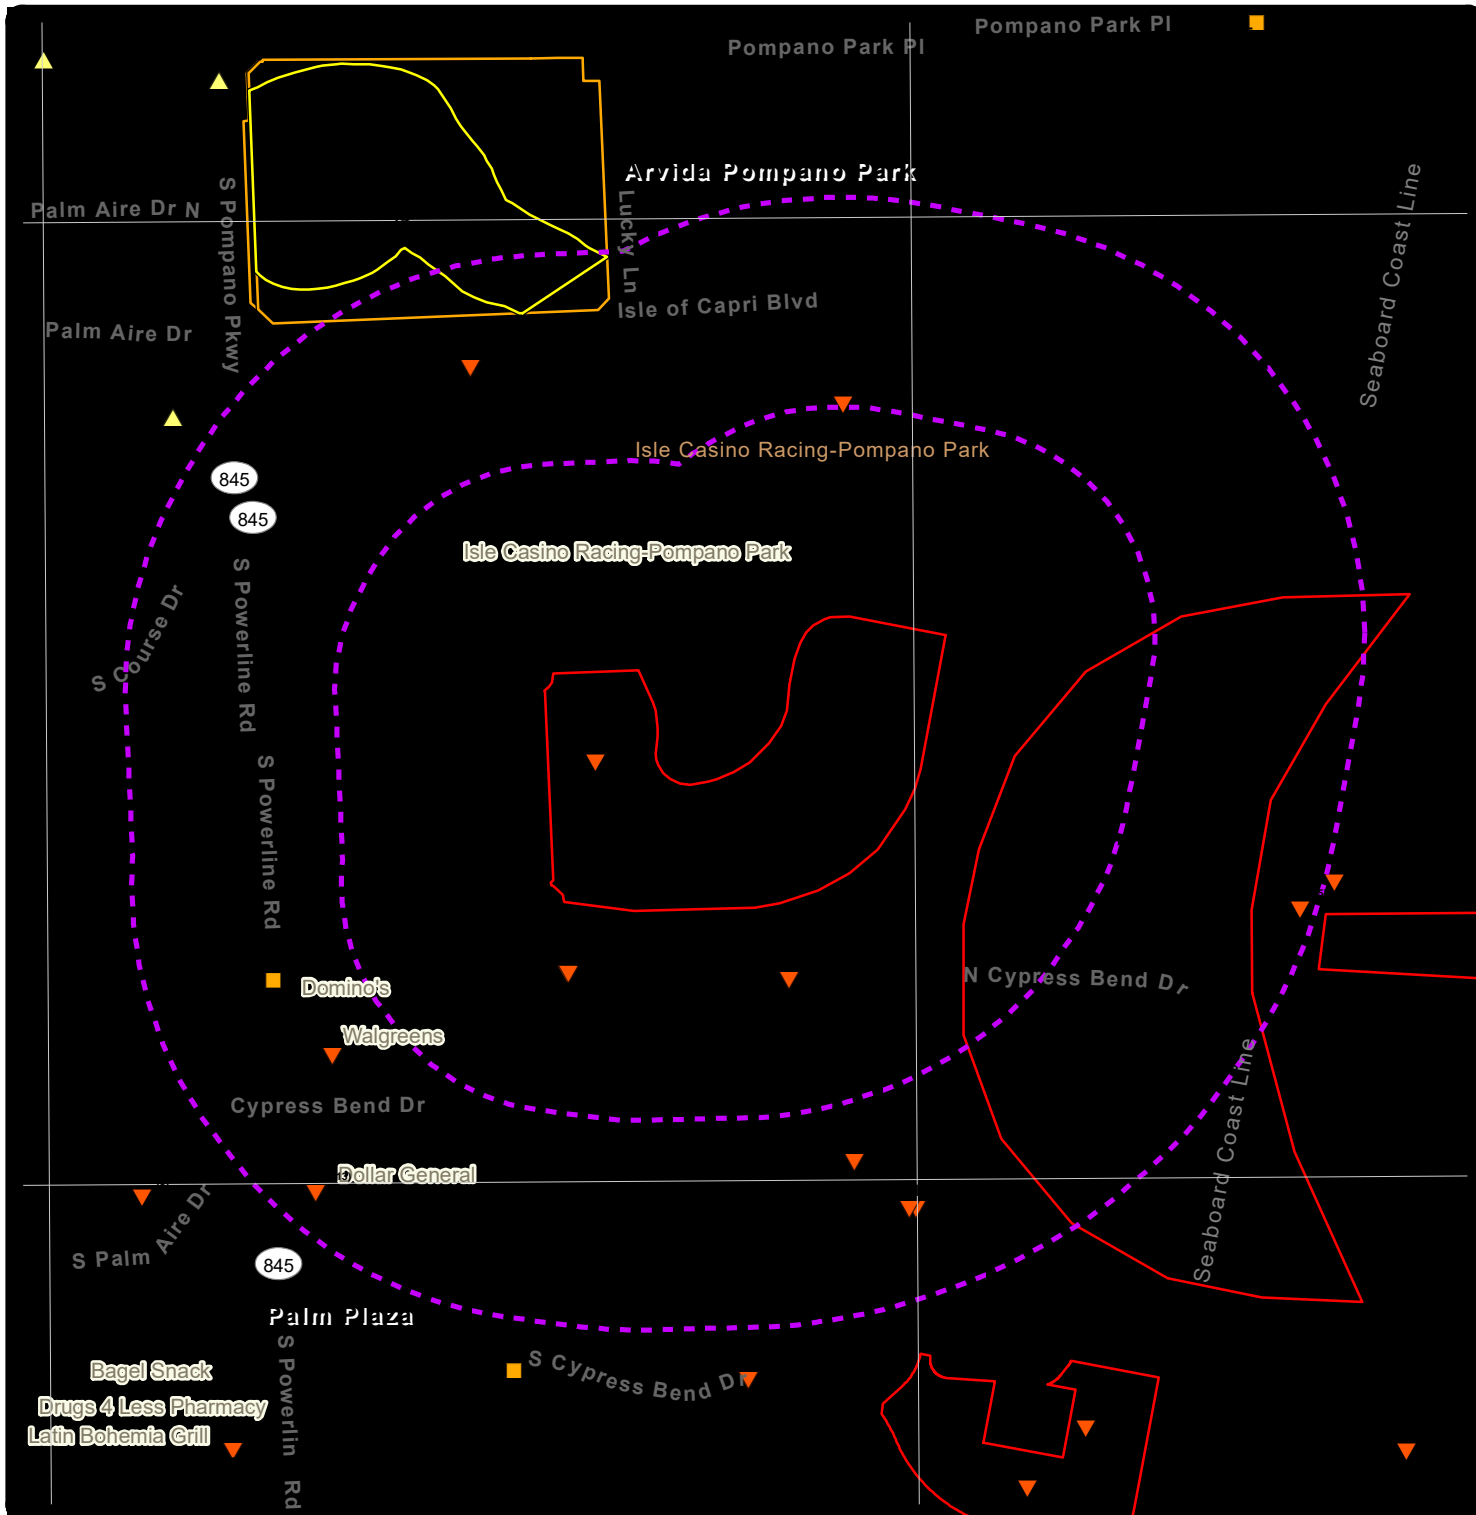 Pompano Park Pl
Pompano Park Pl
Arvida Pompano Park
Seaboard Coast Line
S Pompano Pkwy
Palm Aire Dr N
Lucky Ln
Isle of Capri Blvd
Palm Aire Dr
Isle Casino Racing-Pompano Park
845
845
Isle Casino Racing-Pompano Park
S Course Dr
S Powerline Rd
S Powerline Rd
N Cypress Bend Dr
Domino's
Walgreens
Cypress Bend Dr
Seaboard Coast Line
Dollar General
S Palm Aire Dr
845
Palm Plaza
S Powerlin Rd
S Cypress Bend Dr
Bagel Snack
Drugs 4 Less Pharmacy
Latin Bohemia Grill